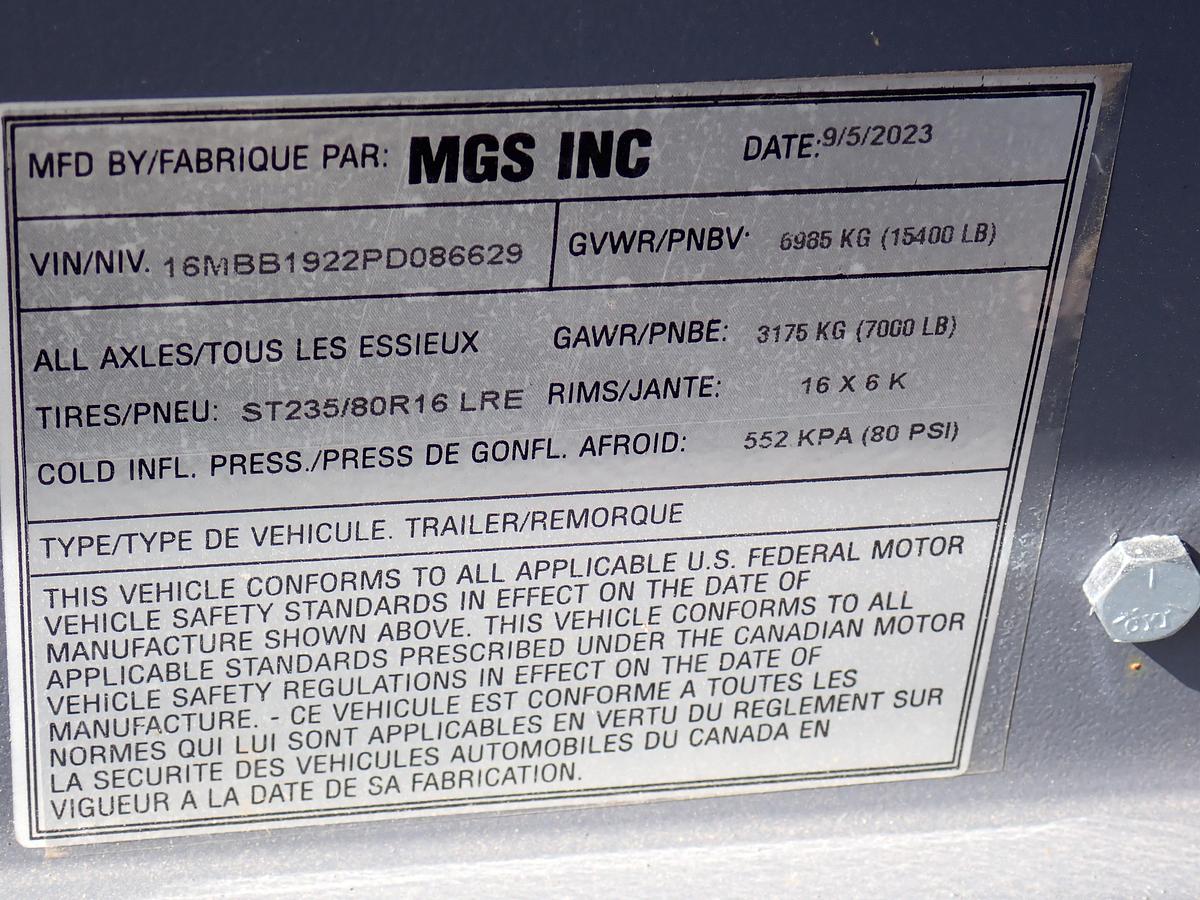 MFD BY/FABRIQUE PAR: MGS INC DATE: 9/5/2023
VIN/NIV. 16MBB1922PD086629 GVWR/PNBV· 6985 KG (15400 LB)
ALL AXLES/TOUS LES ESSIEUX GAWR/PNBE: 3175 KG (7000 LB)
TIRES/PNEU: ST235/80R16 LRE RIMS/JANTE: 16 X 6 K
COLD INFL. PRESS./PRESS DE GONFL. AFROID: 552 KPA (80 PSI)
TYPE/TYPE DE VEHICULE. TRAILER/REMORQUE
THIS VEHICLE CONFORMS TO ALL APPLICABLE U.S. FEDERAL MOTOR
VEHICLE SAFETY STANDARDS IN EFFECT ON THE DATE OF
MANUFACTURE SHOWN ABOVE. THIS VEHICLE CONFORMS TO ALL
APPLICABLE STANDARDS PRESCRIBED UNDER THE CANADIAN MOTOR
VEHICLE SAFETY REGULATIONS IN EFFECT ON THE DATE OF
MANUFACTURE. - CE VEHICULE EST CONFORME A TOUTES LES
NORMES QUI LUI SONT APPLICABLES EN VERTU DU REGLEMENT SUR
LA SECURITE DES VEHICULES AUTOMOBILES DU CANADA EN
VIGUEUR A LA DATE DE SA FABRICATION.